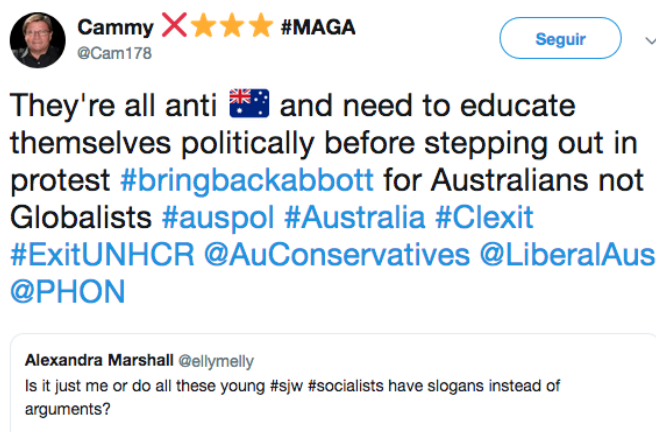 Cammy ❌⭐⭐⭐ #MAGA
@Cam178
Seguir
They're all anti 🇦🇺 and need to educate
themselves politically before stepping out in
protest #bringbackabbott for Australians not
Globalists #auspol #Australia #Clexit
#ExitUNHCR @AuConservatives @LiberalAus
@PHON
Alexandra Marshall @ellymelly
Is it just me or do all these young #sjw #socialists have slogans instead of
arguments?